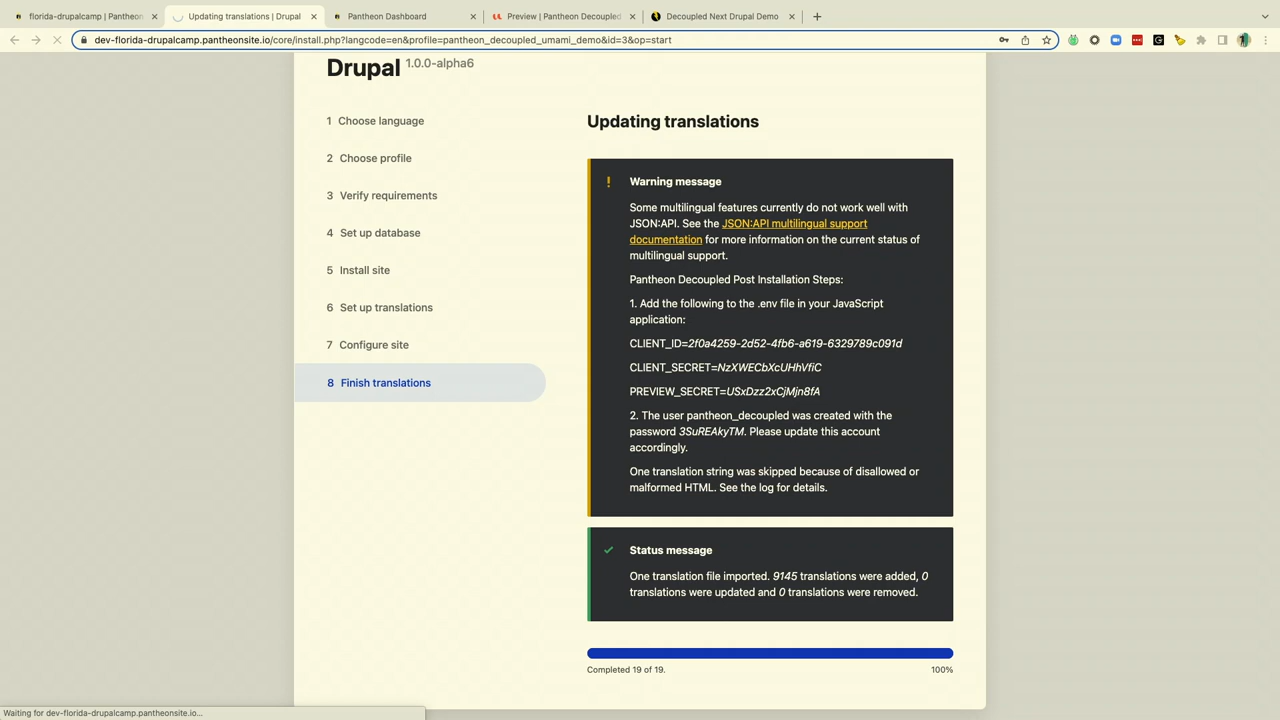 florida-drupalcamp | Pantheon
Updating translations | Drupal
Pantheon Dashboard
Preview | Pantheon Decoupled
Decoupled Next Drupal Demo
dev-florida-drupalcamp.pantheonsite.io/core/install.php?langcode=en&profile=pantheon_decoupled_umami_demo&id=3&op=start
Drupal 1.0.0-alpha6
1 Choose language
2 Choose profile
3 Verify requirements
4 Set up database
5 Install site
6 Set up translations
7 Configure site
8 Finish translations
Updating translations
Warning message
Some multilingual features currently do not work well with
JSON:API. See the JSON:API multilingual support
documentation for more information on the current status of
multilingual support.
Pantheon Decoupled Post Installation Steps:
1. Add the following to the .env file in your JavaScript
application:
CLIENT_ID=2f0a4259-2d52-4fb6-a619-6329789c091d
CLIENT_SECRET=NzXWECbXcUHhVfiC
PREVIEW_SECRET=USxDzz2xCjMjn8fA
2. The user pantheon_decoupled was created with the
password 3SuREAkyTM. Please update this account
accordingly.
One translation string was skipped because of disallowed or
malformed HTML. See the log for details.
Status message
One translation file imported. 9145 translations were added, 0
translations were updated and 0 translations were removed.
Completed 19 of 19.
100%
Waiting for dev-florida-drupalcamp.pantheonsite.io...